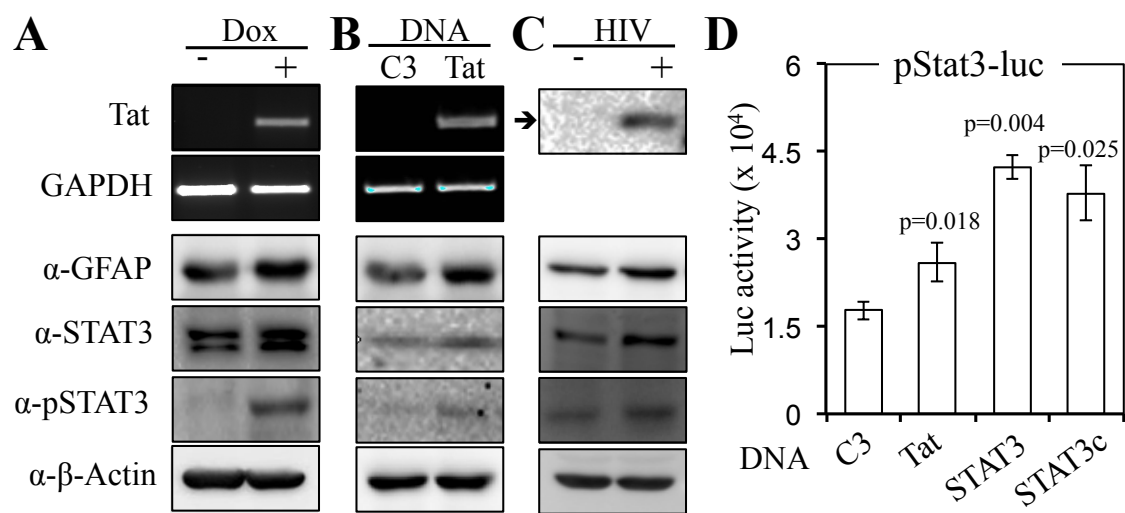 A Dox B DNA C HIV D
- + C3 Tat - +
Tat
GAPDH
α-GFAP
α-STAT3
α-pSTAT3
α-β-Actin
pStat3-luc
Luc activity (x 10⁴)
6
4.5
3
1.5
0
p=0.018
p=0.004
p=0.025
DNA C3 Tat STAT3 STAT3c